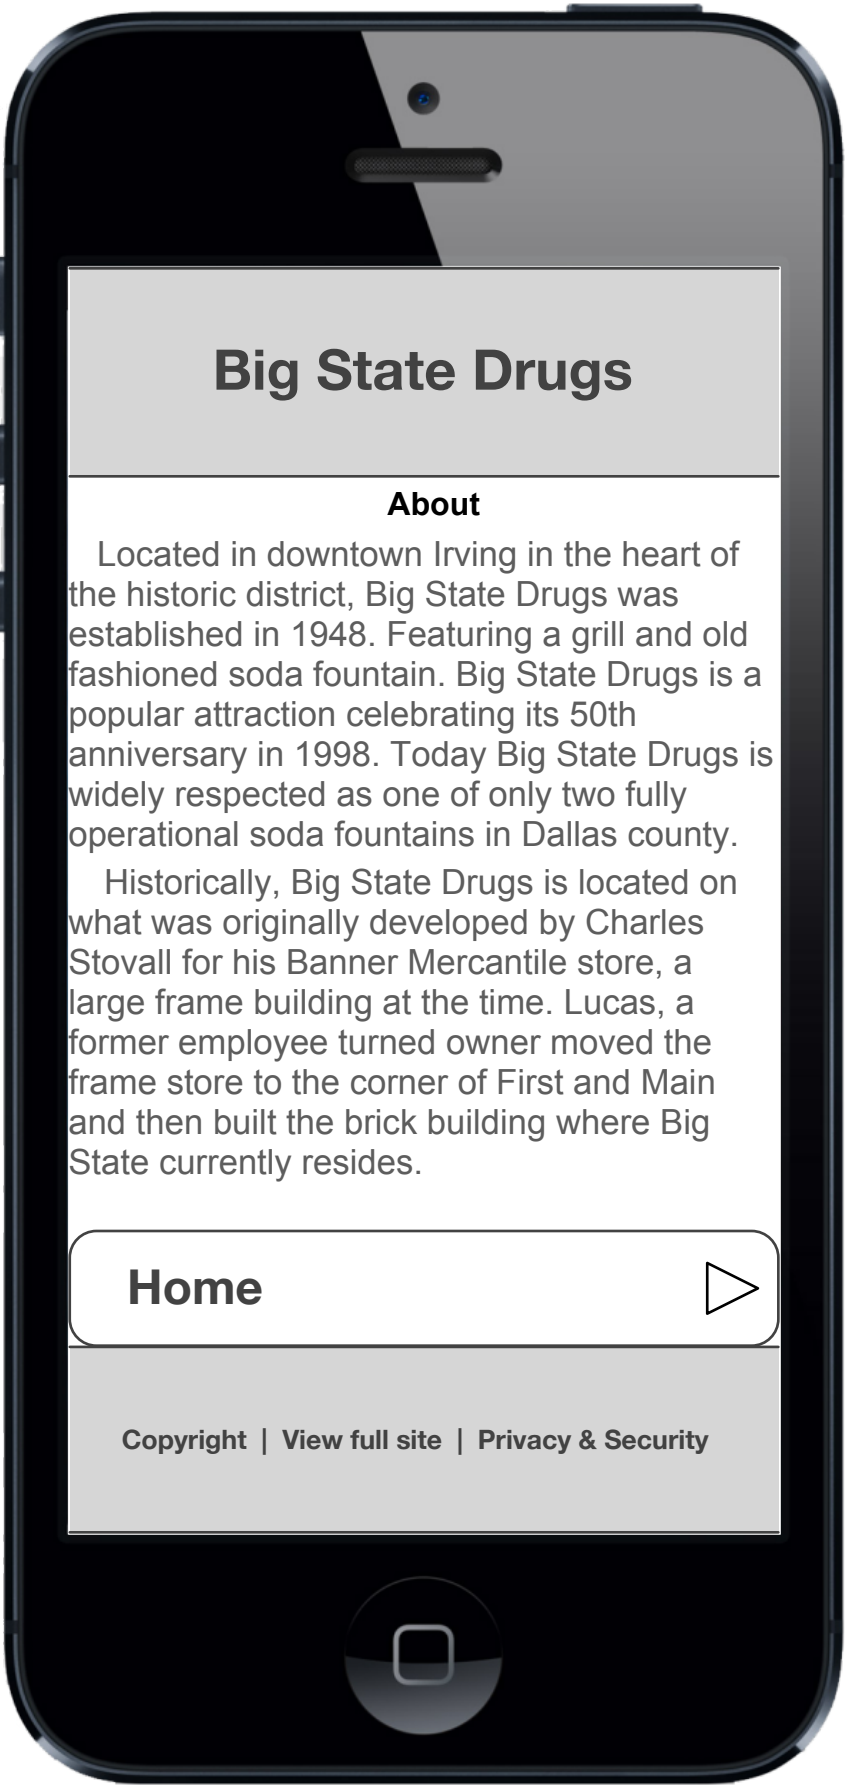 Big State Drugs
About
Located in downtown Irving in the heart of
the historic district, Big State Drugs was
established in 1948. Featuring a grill and old
fashioned soda fountain. Big State Drugs is a
popular attraction celebrating its 50th
anniversary in 1998. Today Big State Drugs is
widely respected as one of only two fully
operational soda fountains in Dallas county.
Historically, Big State Drugs is located on
what was originally developed by Charles
Stovall for his Banner Mercantile store, a
large frame building at the time. Lucas, a
former employee turned owner moved the
frame store to the corner of First and Main
and then built the brick building where Big
State currently resides.
Home
Copyright | View full site | Privacy & Security